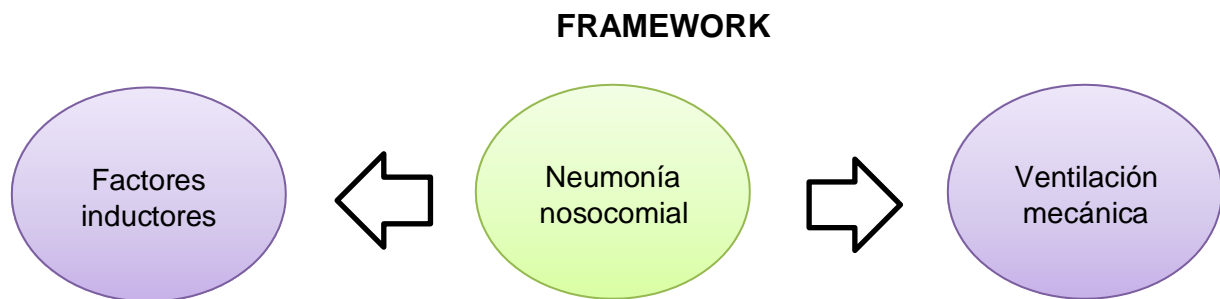 FRAMEWORK
Factores
inductores
Neumonía
nosocomial
Ventilación
mecánica